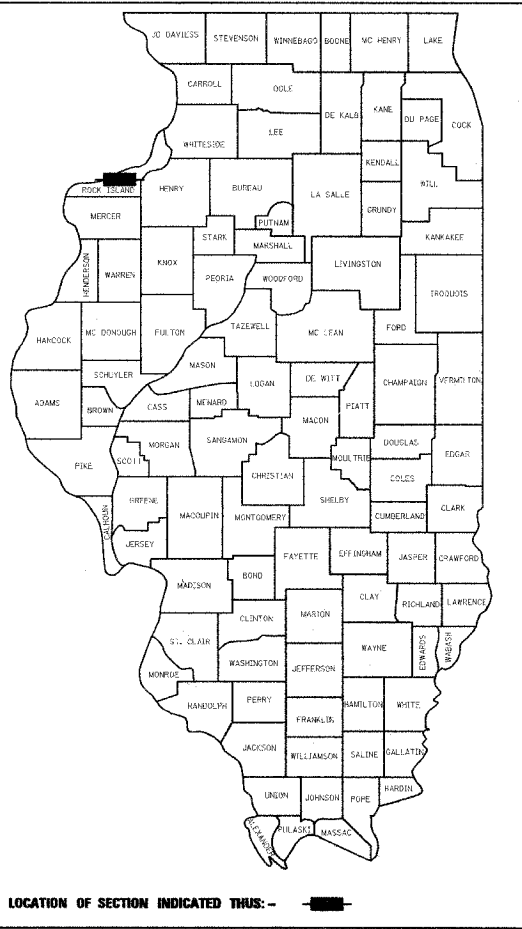 JO DAVIESS STEVENSON WINNEBAGO BOONE MC HENRY LAKE
CARROLL OGLE
DE KALB KANE DU PAGE COOK
WHITESIDE LEE
KENDALL
ROCK ISLAND HENRY BUREAU LA SALLE WILL
MERCER PUTNAM GRUNDY
STARK MARSHALL KANKAKEE
HENDERSON WARREN KNOX PEORIA WOODFORD LIVINGSTON IROQUOIS
HANCOCK MC DONOUGH FULTON TAZEWELL MC LEAN FORD
MASON
SCHUYLER LOGAN DE WITT CHAMPAIGN VERMILION
ADAMS BROWN CASS MENARD MACON PIATT
MORGAN SANGAMON DOUGLAS EDGAR
PIKE SCOTT CHRISTIAN MOULTRIE COLES
GREENE MACOUPIN MONTGOMERY SHELBY CUMBERLAND CLARK
CALHOUN
JERSEY FAYETTE EFFINGHAM JASPER CRAWFORD
MADISON BOND CLAY RICHLAND LAWRENCE
CLINTON MARION
ST. CLAIR WAYNE EDWARDS WABASH
WASHINGTON JEFFERSON
MONROE
RANDOLPH PERRY HAMILTON WHITE
FRANKLIN
JACKSON WILLIAMSON SALINE GALLATIN
UNION JOHNSON POPE HARDIN
ALEXANDER PULASKI MASSAC
LOCATION OF SECTION INDICATED THUS:-